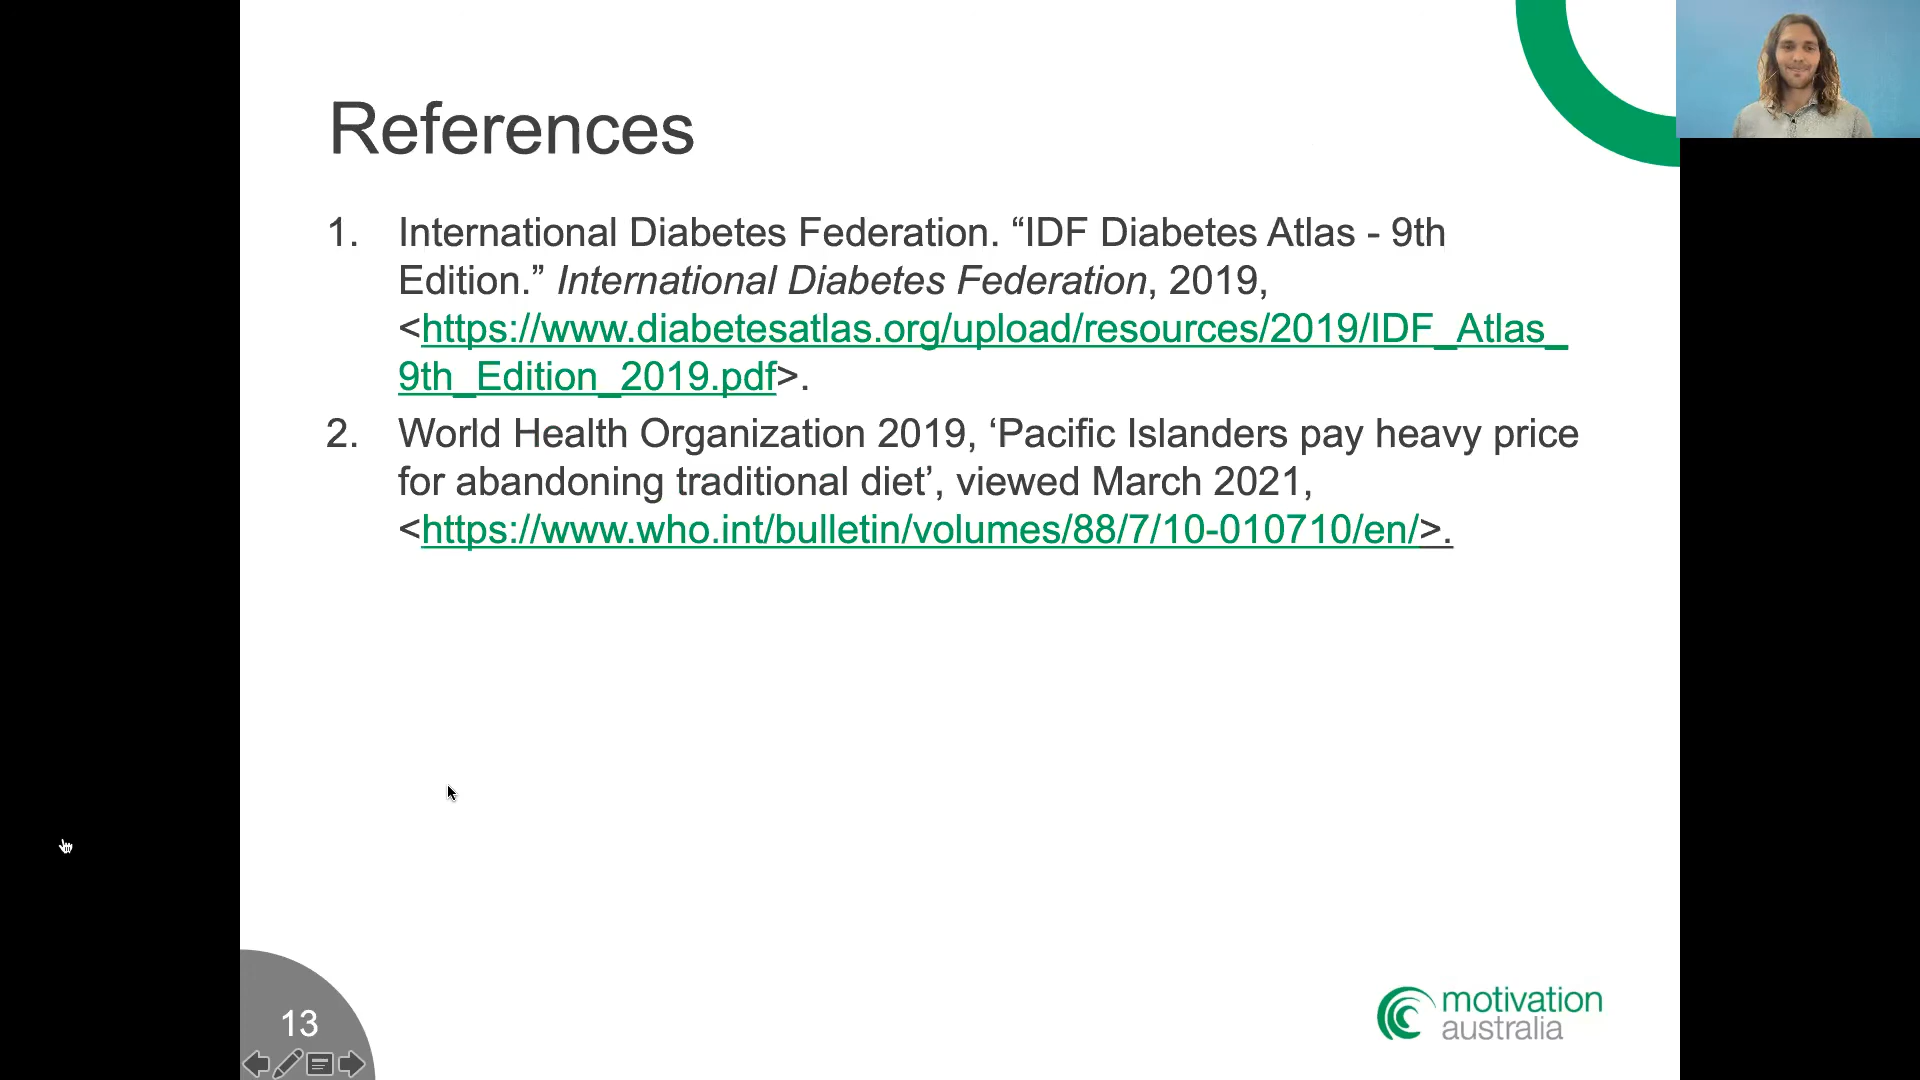 References
1. International Diabetes Federation. “IDF Diabetes Atlas - 9th
Edition.” International Diabetes Federation, 2019,
<https://www.diabetesatlas.org/upload/resources/2019/IDF_Atlas_
9th_Edition_2019.pdf>.
2. World Health Organization 2019, ‘Pacific Islanders pay heavy price
for abandoning traditional diet’, viewed March 2021,
<https://www.who.int/bulletin/volumes/88/7/10-010710/en/>.
13
motivation
australia